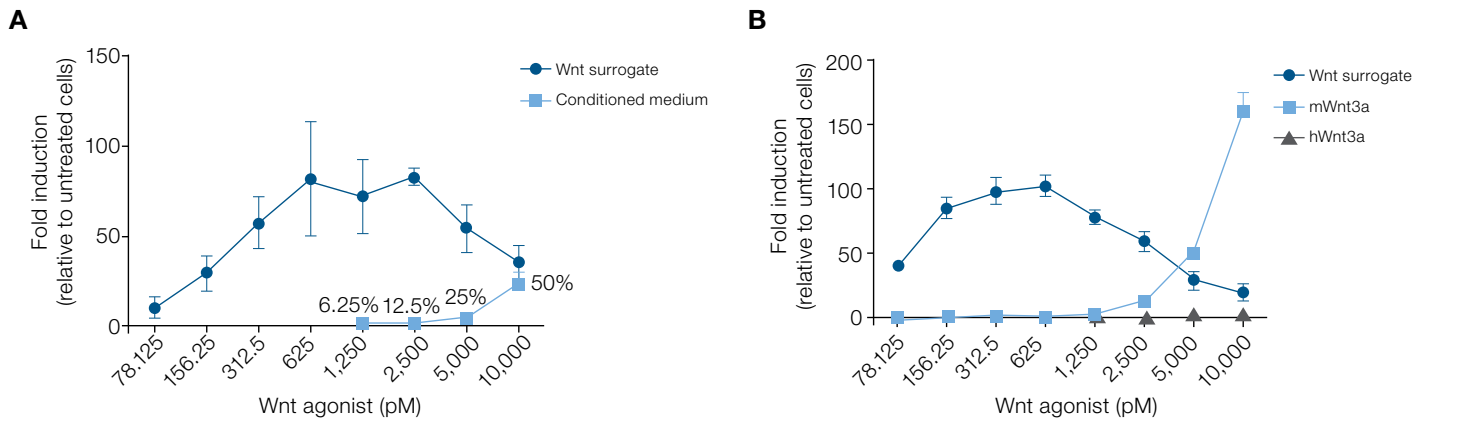 A
Fold induction
(relative to untreated cells)
150
100
50
0
Wnt surrogate
Conditioned medium
6.25%
12.5%
25%
50%
78.125
156.25
312.5
625
1,250
2,500
5,000
10,000
Wnt agonist (pM)
B
Fold induction
(relative to untreated cells)
200
150
100
50
0
Wnt surrogate
mWnt3a
hWnt3a
78.125
156.25
312.5
625
1,250
2,500
5,000
10,000
Wnt agonist (pM)